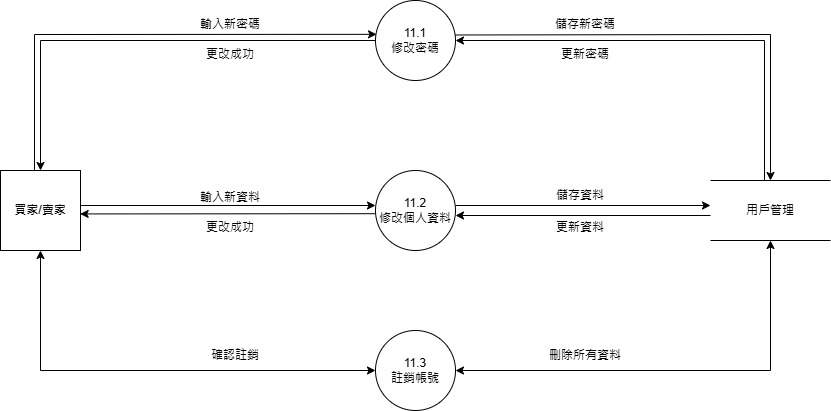 輸入新密碼
11.1
修改密碼
儲存新密碼
更改成功
更新密碼
買家/賣家
輸入新資料
11.2
修改個人資料
儲存資料
用戶管理
更改成功
更新資料
確認註銷
11.3
註銷帳號
刪除所有資料